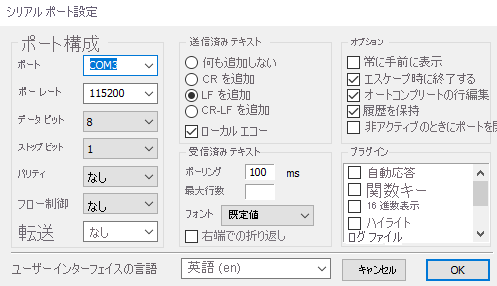 シリアル ポート設定
ポート構成
ポート COM3
ボー レート 115200
データ ビット 8
ストップ ビット 1
パリティ なし
フロー制御 なし
転送 なし
送信済み テキスト
何も追加しない
CR を追加
LF を追加
CR-LF を追加
ローカル エコー
受信済み テキスト
ポーリング 100 ms
最大行数
フォント 既定値
右端での折り返し
オプション
常に手前に表示
エスケープ時に終了する
オートコンプリートの行編集
履歴を保持
非アクティブのときにポートを
プラグイン
自動応答
関数キー
16 進数表示
ハイライト
ログ ファイル
ユーザー インターフェイスの言語 英語 (en)
キャンセル OK